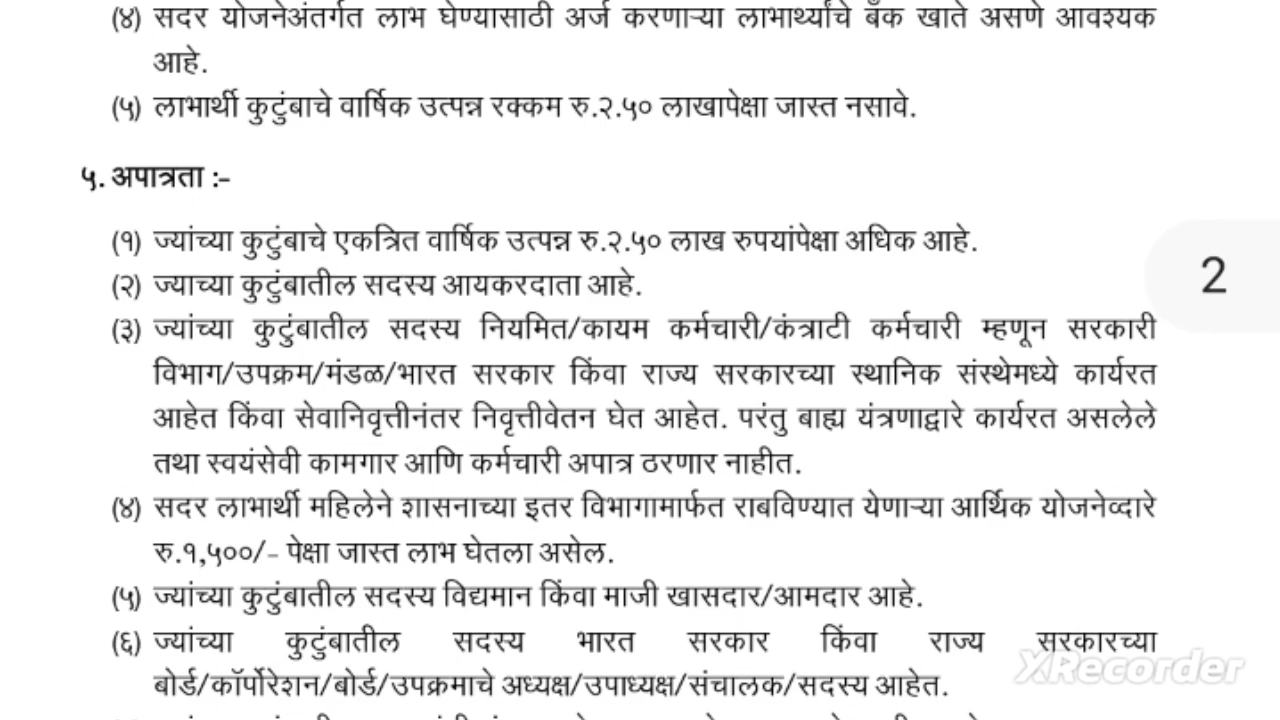 (४) सदर योजनेअंतर्गत लाभ घेण्यासाठी अर्ज करणाऱ्या लाभार्थ्यांचे बँक खाते असणे आवश्यक
आहे.
(५) लाभार्थी कुटुंबाचे वार्षिक उत्पन्न रक्कम रु.२.५० लाखापेक्षा जास्त नसावे.
५. अपात्रता :-
(१) ज्यांच्या कुटुंबाचे एकत्रित वार्षिक उत्पन्न रु.२.५० लाख रुपयांपेक्षा अधिक आहे.
2
(२) ज्याच्या कुटुंबातील सदस्य आयकरदाता आहे.
(३) ज्यांच्या कुटुंबातील सदस्य नियमित/कायम कर्मचारी/कंत्राटी कर्मचारी म्हणून सरकारी
विभाग/उपक्रम/मंडळ/भारत सरकार किंवा राज्य सरकारच्या स्थानिक संस्थेमध्ये कार्यरत
आहेत किंवा सेवानिवृत्तीनंतर निवृत्तीवेतन घेत आहेत. परंतु बाह्य यंत्रणाद्वारे कार्यरत असलेले
तथा स्वयंसेवी कामगार आणि कर्मचारी अपात्र ठरणार नाहीत.
(४) सदर लाभार्थी महिलेने शासनाच्या इतर विभागामार्फत राबविण्यात येणाऱ्या आर्थिक योजनेव्दारे
रु.१,५००/- पेक्षा जास्त लाभ घेतला असेल.
(५) ज्यांच्या कुटुंबातील सदस्य विद्यमान किंवा माजी खासदार/आमदार आहे.
(६) ज्यांच्या कुटुंबातील सदस्य भारत सरकार किंवा राज्य सरकारच्या
बोर्ड/कॉर्पोरेशन/बोर्ड/उपक्रमाचे अध्यक्ष/उपाध्यक्ष/संचालक/सदस्य आहेत.
XRecorder